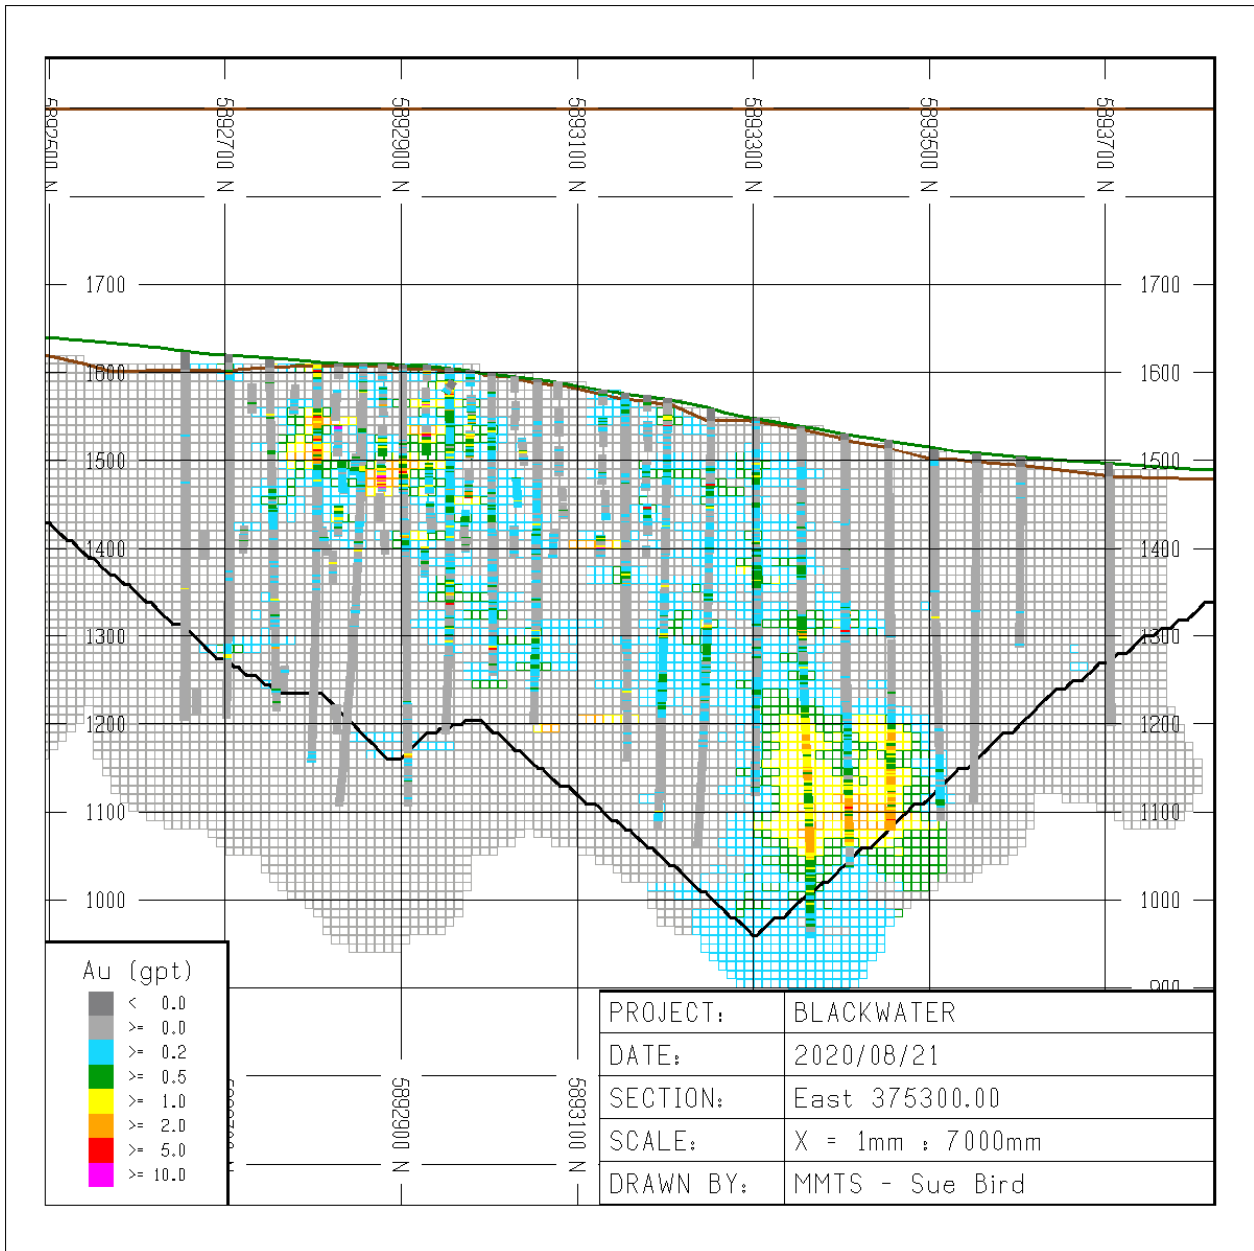 5892500 N
5892700 N
5892900 N
5893100 N
5893300 N
5893500 N
5893700 N
1700 1700
1600 1600
1500 1500
1400 1400
1300 1300
1200 1200
1100 1100
1000 1000
900
Au (gpt)
< 0.0
>= 0.0
>= 0.2
>= 0.5
>= 1.0
>= 2.0
>= 5.0
>= 10.0
5892900 N
5893100 N
PROJECT: BLACKWATER
DATE: 2020/08/21
SECTION: East 375300.00
SCALE: X = 1mm : 7000mm
DRAWN BY: MMTS - Sue Bird